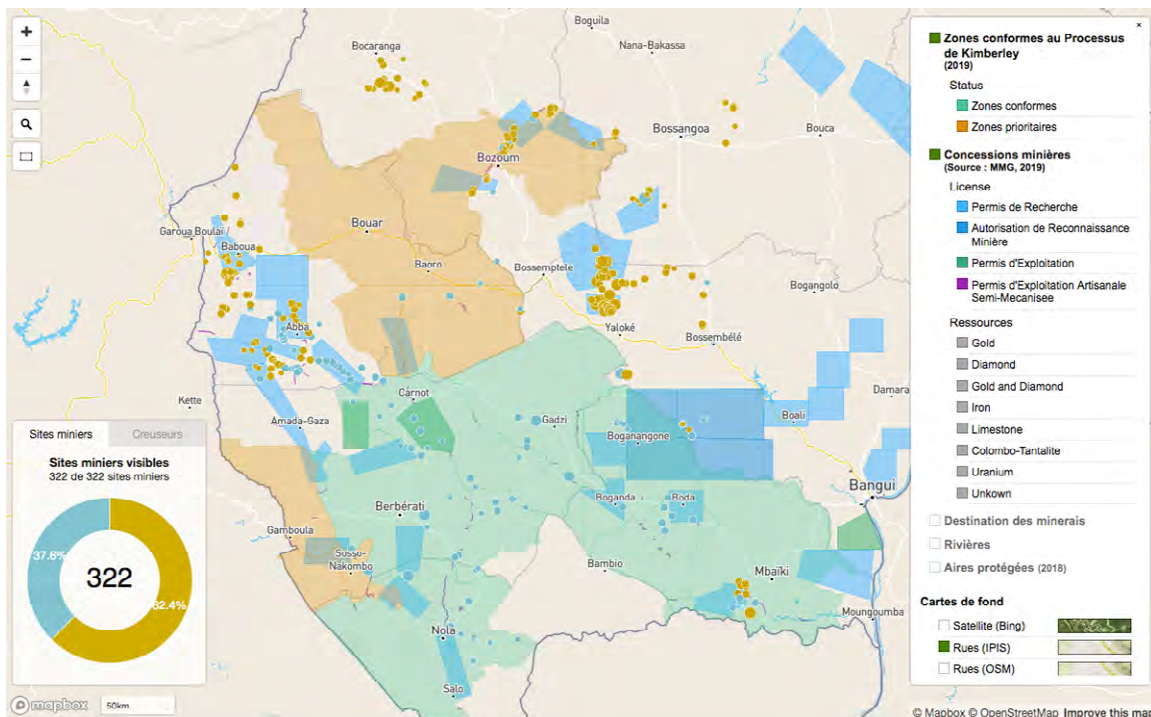 Boguila
Nana-Bakassa
Bocaranga
Bossangoa
Bouca
Bozoum
Garoua Boulaï
Bouar
Baboua
Baoro
Bossemptele
Bogangolo
Abba
Yaloké
Bossembélé
Kette
Carnot
Damara
Amada-Gaza
Gadzi
Boali
Boganangone
Bangui
Berbérati
Boganda
Boda
Gamboula
Sosso-
Nakombo
Bambio
Mbaïki
Moungoumba
Nola
Salo
Sites miniers
Creuseurs
Sites miniers visibles
322 de 322 sites miniers
37.6%
322
62.4%
mapbox
50km
×
Zones conformes au Processus
de Kimberley
(2019)
Status
Zones conformes
Zones prioritaires
Concessions minières
(Source : MMG, 2019)
License
Permis de Recherche
Autorisation de Reconnaissance
Minière
Permis d'Exploitation
Permis d'Exploitation Artisanale
Semi-Mecanisee
Ressources
Gold
Diamond
Gold and Diamond
Iron
Limestone
Colombo-Tantalite
Uranium
Unkown
Destination des minerais
Rivières
Aires protégées (2018)
Cartes de fond
Satellite (Bing)
Rues (IPIS)
Rues (OSM)
© Mapbox © OpenStreetMap Improve this map